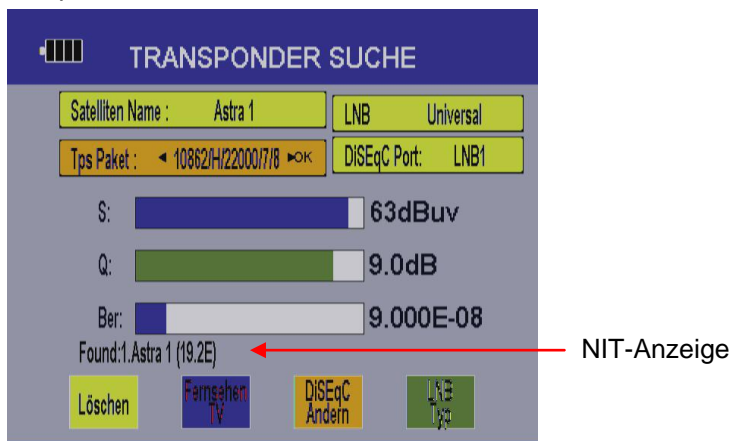 TRANSPONDER SUCHE
Satelliten Name : Astra 1
LNB Universal
Tps Paket : ◄ 10862/H/22000/7/8 ►OK
DiSEqC Port: LNB1
S: 63dBuv
Q: 9.0dB
Ber: 9.000E-08
Found:1.Astra 1 (19.2E)
NIT-Anzeige
Löschen
Fernsehen
TV
DiSEqC
Ändern
LNB
Typ